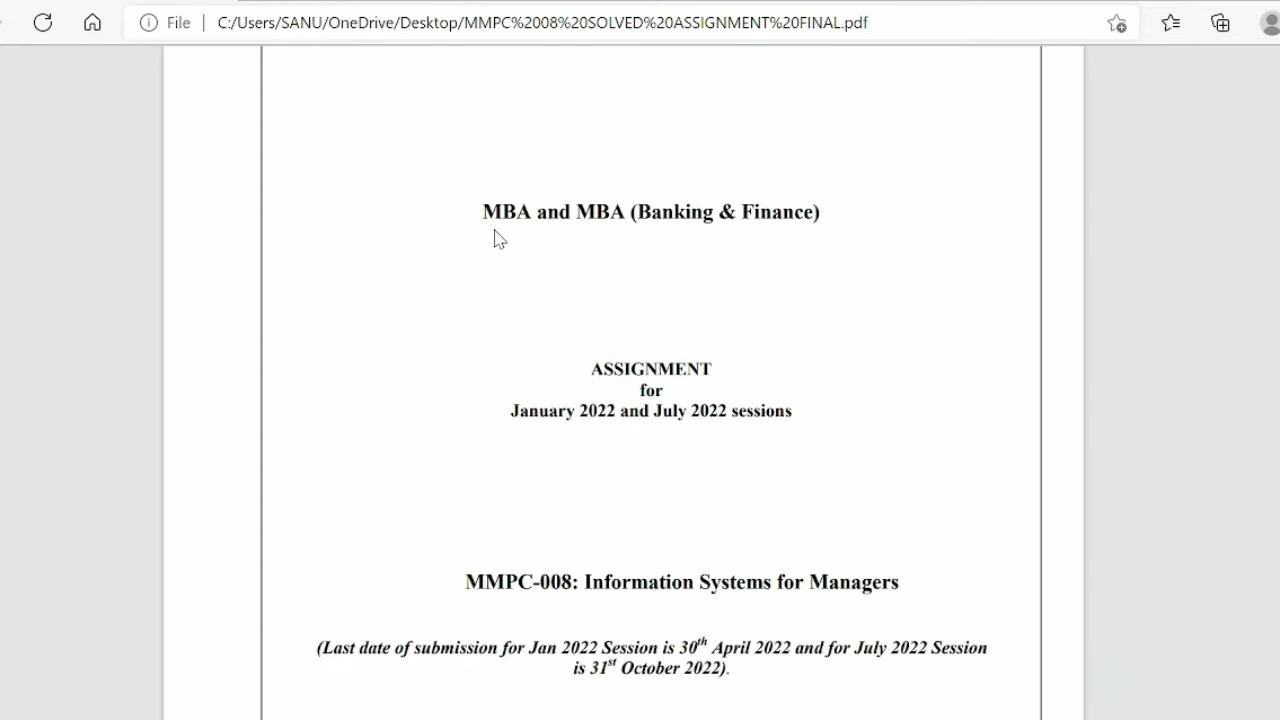 File
C:/Users/SANU/OneDrive/Desktop/MMPC%2008%20SOLVED%20ASSIGNMENT%20FINAL.pdf
MBA and MBA (Banking & Finance)
ASSIGNMENT
for
January 2022 and July 2022 sessions
MMPC-008: Information Systems for Managers
(Last date of submission for Jan 2022 Session is 30th April 2022 and for July 2022 Session
is 31st October 2022).